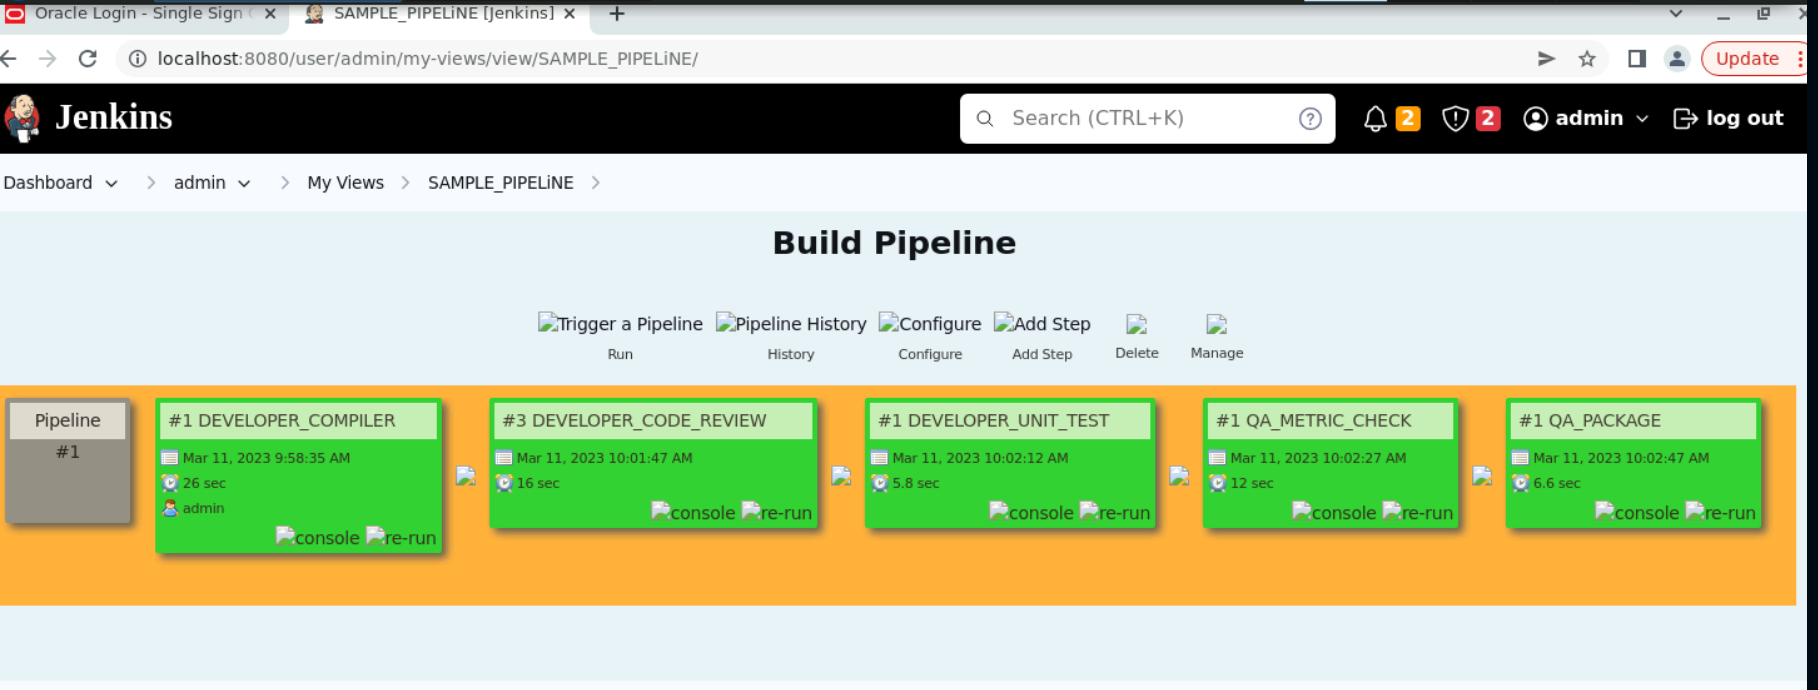 Oracle Login - Single Sign
SAMPLE_PIPELiNE [Jenkins]
localhost:8080/user/admin/my-views/view/SAMPLE_PIPELiNE/
Update
Jenkins
Search (CTRL+K)
2
2
admin
log out
Dashboard
admin
My Views
SAMPLE_PIPELiNE
Build Pipeline
Trigger a Pipeline
Pipeline History
Configure
Add Step
Run
History
Configure
Add Step
Delete
Manage
Pipeline
#1
#1 DEVELOPER_COMPILER
Mar 11, 2023 9:58:35 AM
26 sec
admin
console re-run
#3 DEVELOPER_CODE_REVIEW
Mar 11, 2023 10:01:47 AM
16 sec
console re-run
#1 DEVELOPER_UNIT_TEST
Mar 11, 2023 10:02:12 AM
5.8 sec
console re-run
#1 QA_METRIC_CHECK
Mar 11, 2023 10:02:27 AM
12 sec
console re-run
#1 QA_PACKAGE
Mar 11, 2023 10:02:47 AM
6.6 sec
console re-run